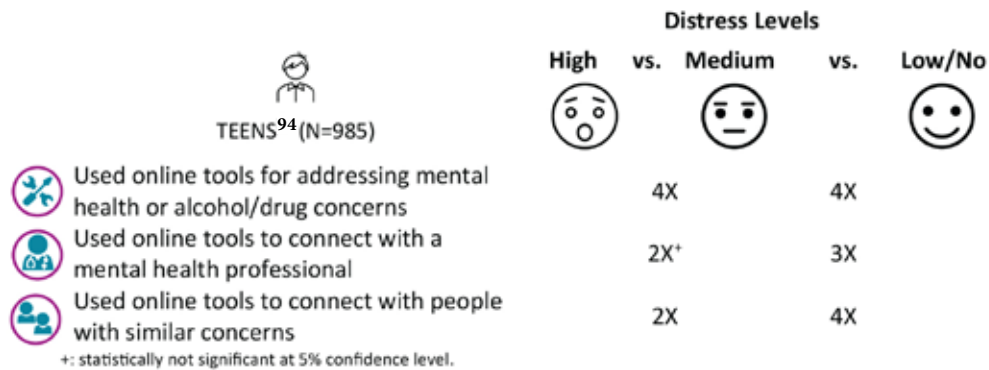 Distress Levels
High vs. Medium vs. Low/No
TEENS94 (N=985)
Used online tools for addressing mental
health or alcohol/drug concerns
4X 4X
Used online tools to connect with a
mental health professional
2X+ 3X
Used online tools to connect with people
with similar concerns
2X 4X
+: statistically not significant at 5% confidence level.